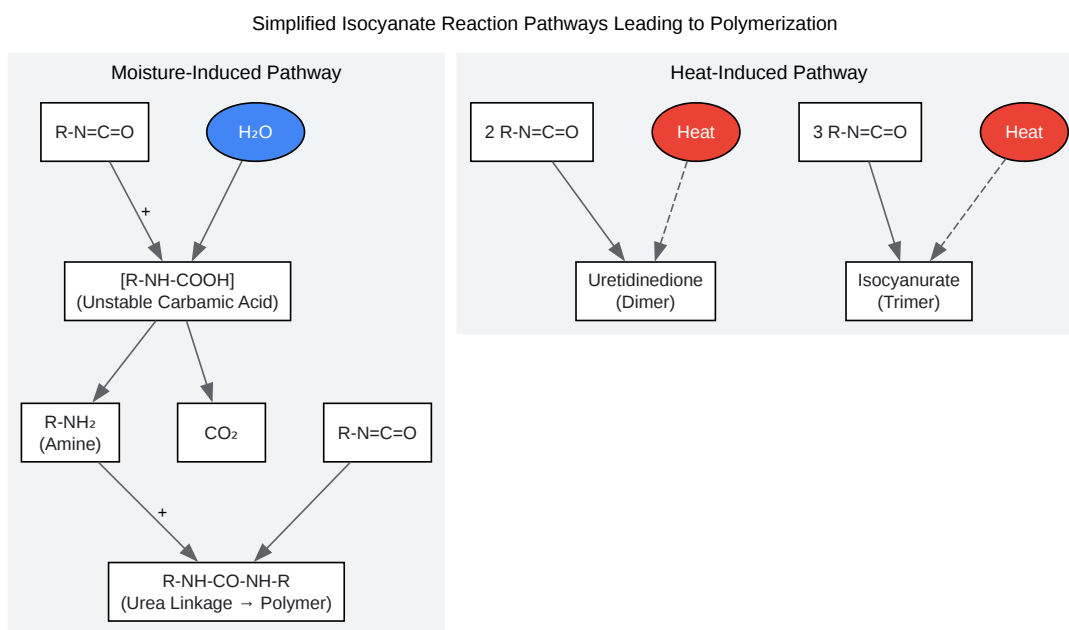 Simplified Isocyanate Reaction Pathways Leading to Polymerization
Moisture-Induced Pathway
R-N=C=O
H₂O
+
[R-NH-COOH]
(Unstable Carbamic Acid)
R-NH₂
(Amine)
CO₂
R-N=C=O
+
R-NH-CO-NH-R
(Urea Linkage → Polymer)
Heat-Induced Pathway
2 R-N=C=O
Heat
3 R-N=C=O
Heat
Uretidinedione
(Dimer)
Isocyanurate
(Trimer)